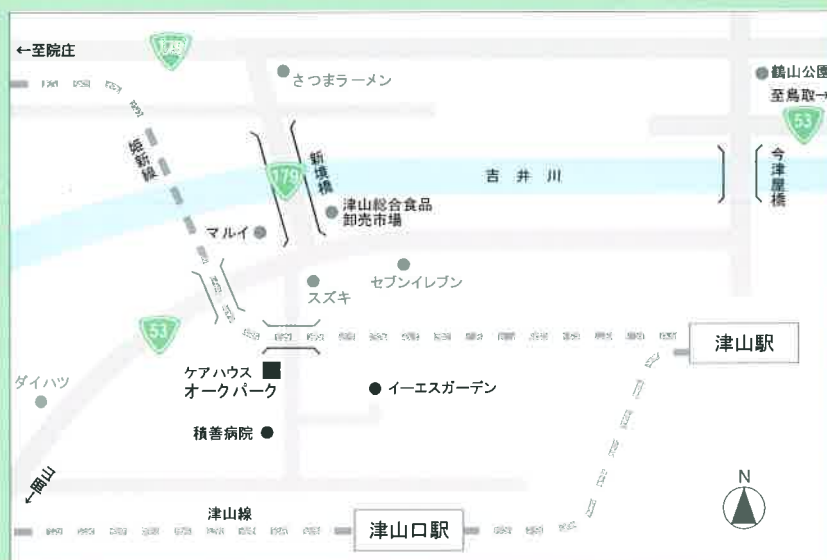 ←至院庄
179
さつまラーメン
鶴山公園
至鳥取→
53
姫新線
新境橋
179
吉井川
今津屋橋
津山総合食品
卸売市場
マルイ
セブンイレブン
スズキ
53
津山駅
ケアハウス
オークパーク
ダイハツ
イーエスガーデン
積善病院
←岡山
津山線
津山口駅
N